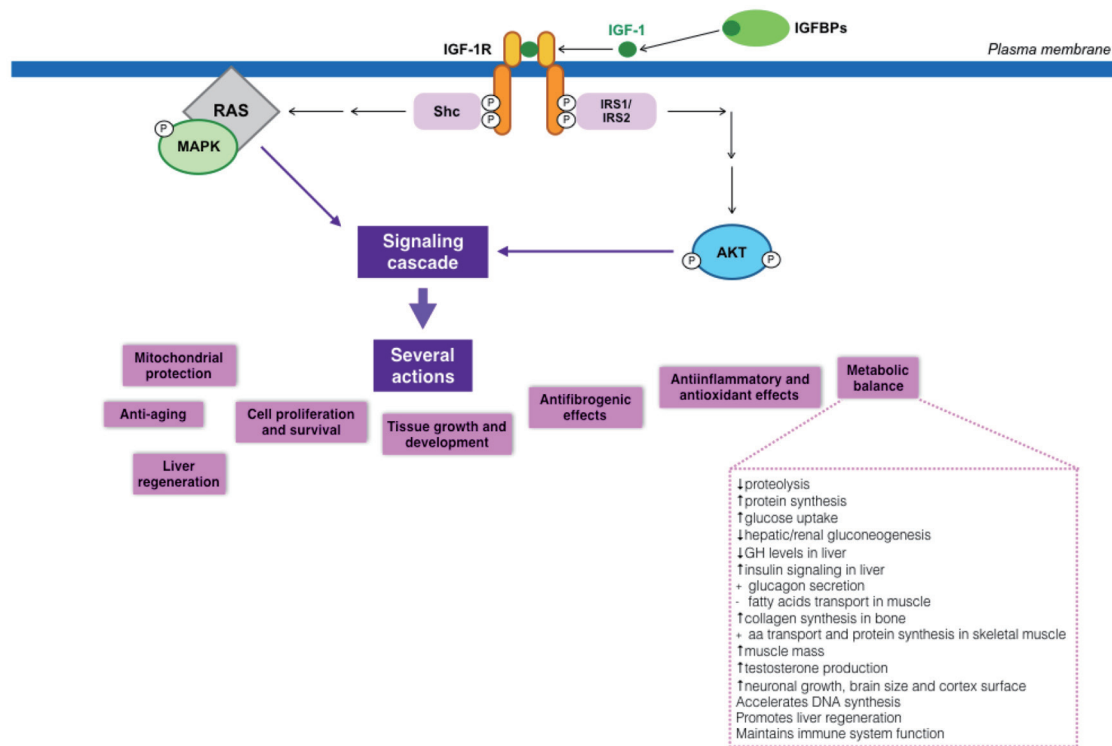 IGF-1
IGFBPs
IGF-1R
Plasma membrane
RAS
Shc
P
P
P
P
IRS1/
IRS2
P
MAPK
Signaling
cascade
P
AKT
P
Several
actions
Mitochondrial
protection
Anti-aging
Cell proliferation
and survival
Liver
regeneration
Tissue growth and
development
Antifibrogenic
effects
Antiinflammatory and
antioxidant effects
Metabolic
balance
↓proteolysis
↑protein synthesis
↑glucose uptake
↓hepatic/renal gluconeogenesis
↓GH levels in liver
↑insulin signaling in liver
+ glucagon secretion
- fatty acids transport in muscle
↑collagen synthesis in bone
+ aa transport and protein synthesis in skeletal muscle
↑muscle mass
↑testosterone production
↑neuronal growth, brain size and cortex surface
Accelerates DNA synthesis
Promotes liver regeneration
Maintains immune system function